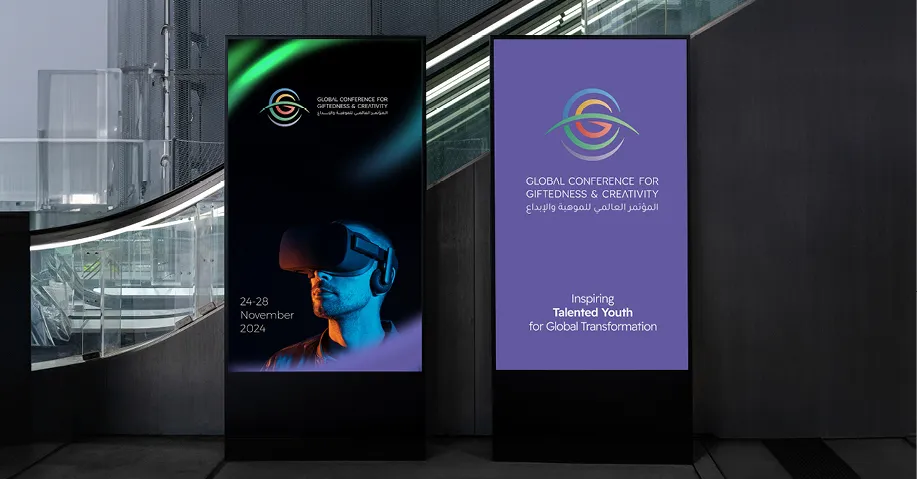 GLOBAL CONFERENCE FOR
GIFTEDNESS & CREATIVITY
المؤتمر العالمي للموهبة والإبداع
24-28
November
2024
GLOBAL CONFERENCE FOR
GIFTEDNESS & CREATIVITY
المؤتمر العالمي للموهبة والإبداع
Inspiring
Talented Youth
for Global Transformation